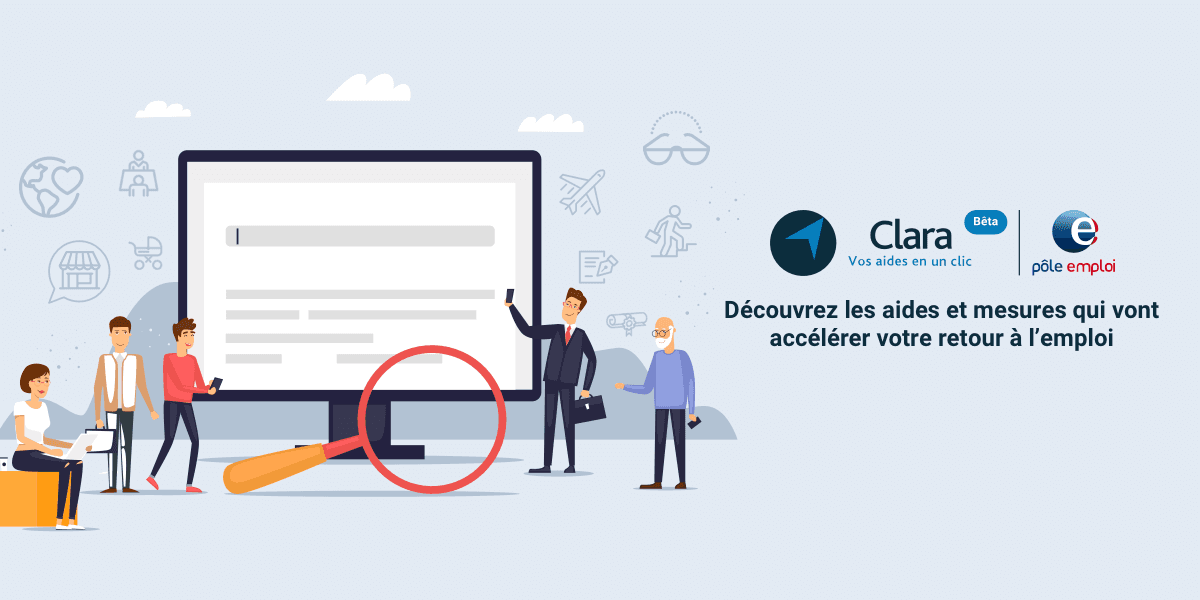 Clara
Bêta
Vos aides en un clic
e
pôle emploi
Découvrez les aides et mesures qui vont
accélérer votre retour à l’emploi